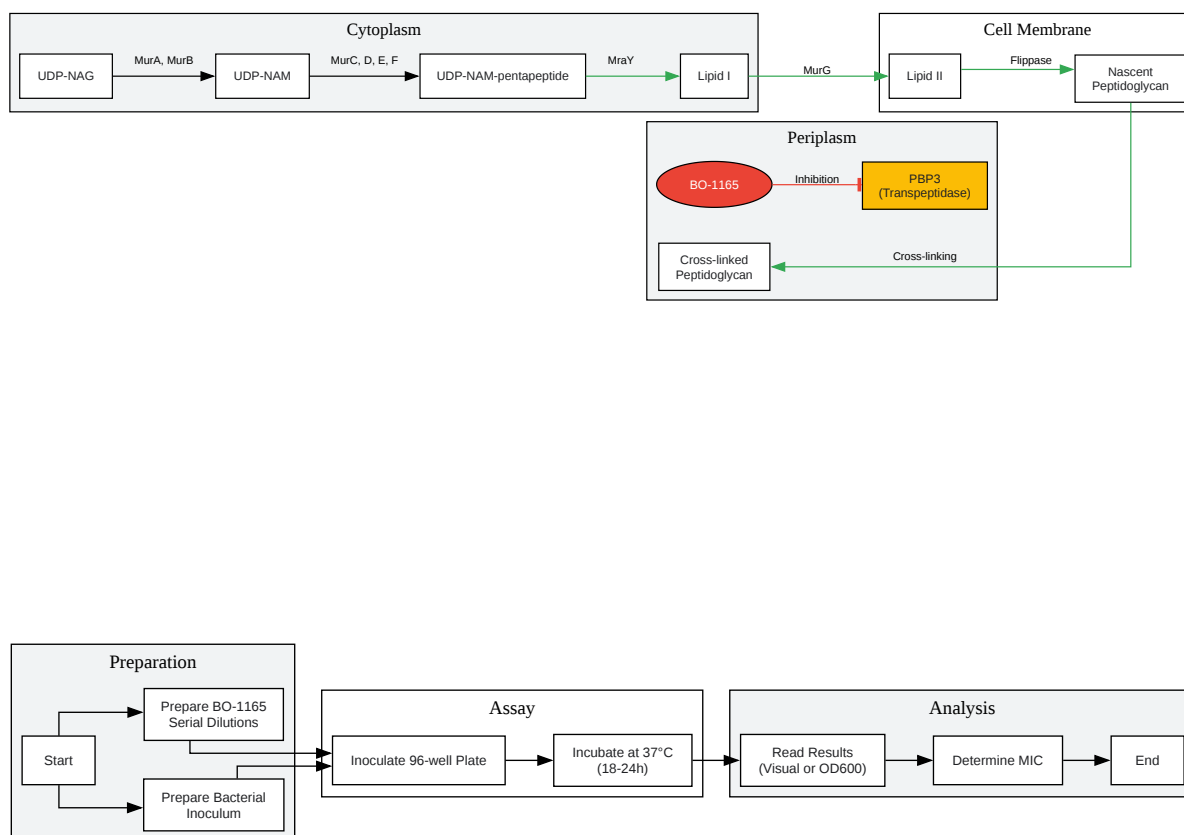 Cytoplasm
UDP-NAG
MurA, MurB
UDP-NAM
MurC, D, E, F
UDP-NAM-pentapeptide
MraY
Lipid I
MurG
Cell Membrane
Lipid II
Flippase
Nascent
Peptidoglycan
Periplasm
BO-1165
Inhibition
PBP3
(Transpeptidase)
Cross-linked
Peptidoglycan
Cross-linking
Preparation
Start
Prepare BO-1165
Serial Dilutions
Prepare Bacterial
Inoculum
Assay
Inoculate 96-well Plate
Incubate at 37°C
(18-24h)
Analysis
Read Results
(Visual or OD600)
Determine MIC
End